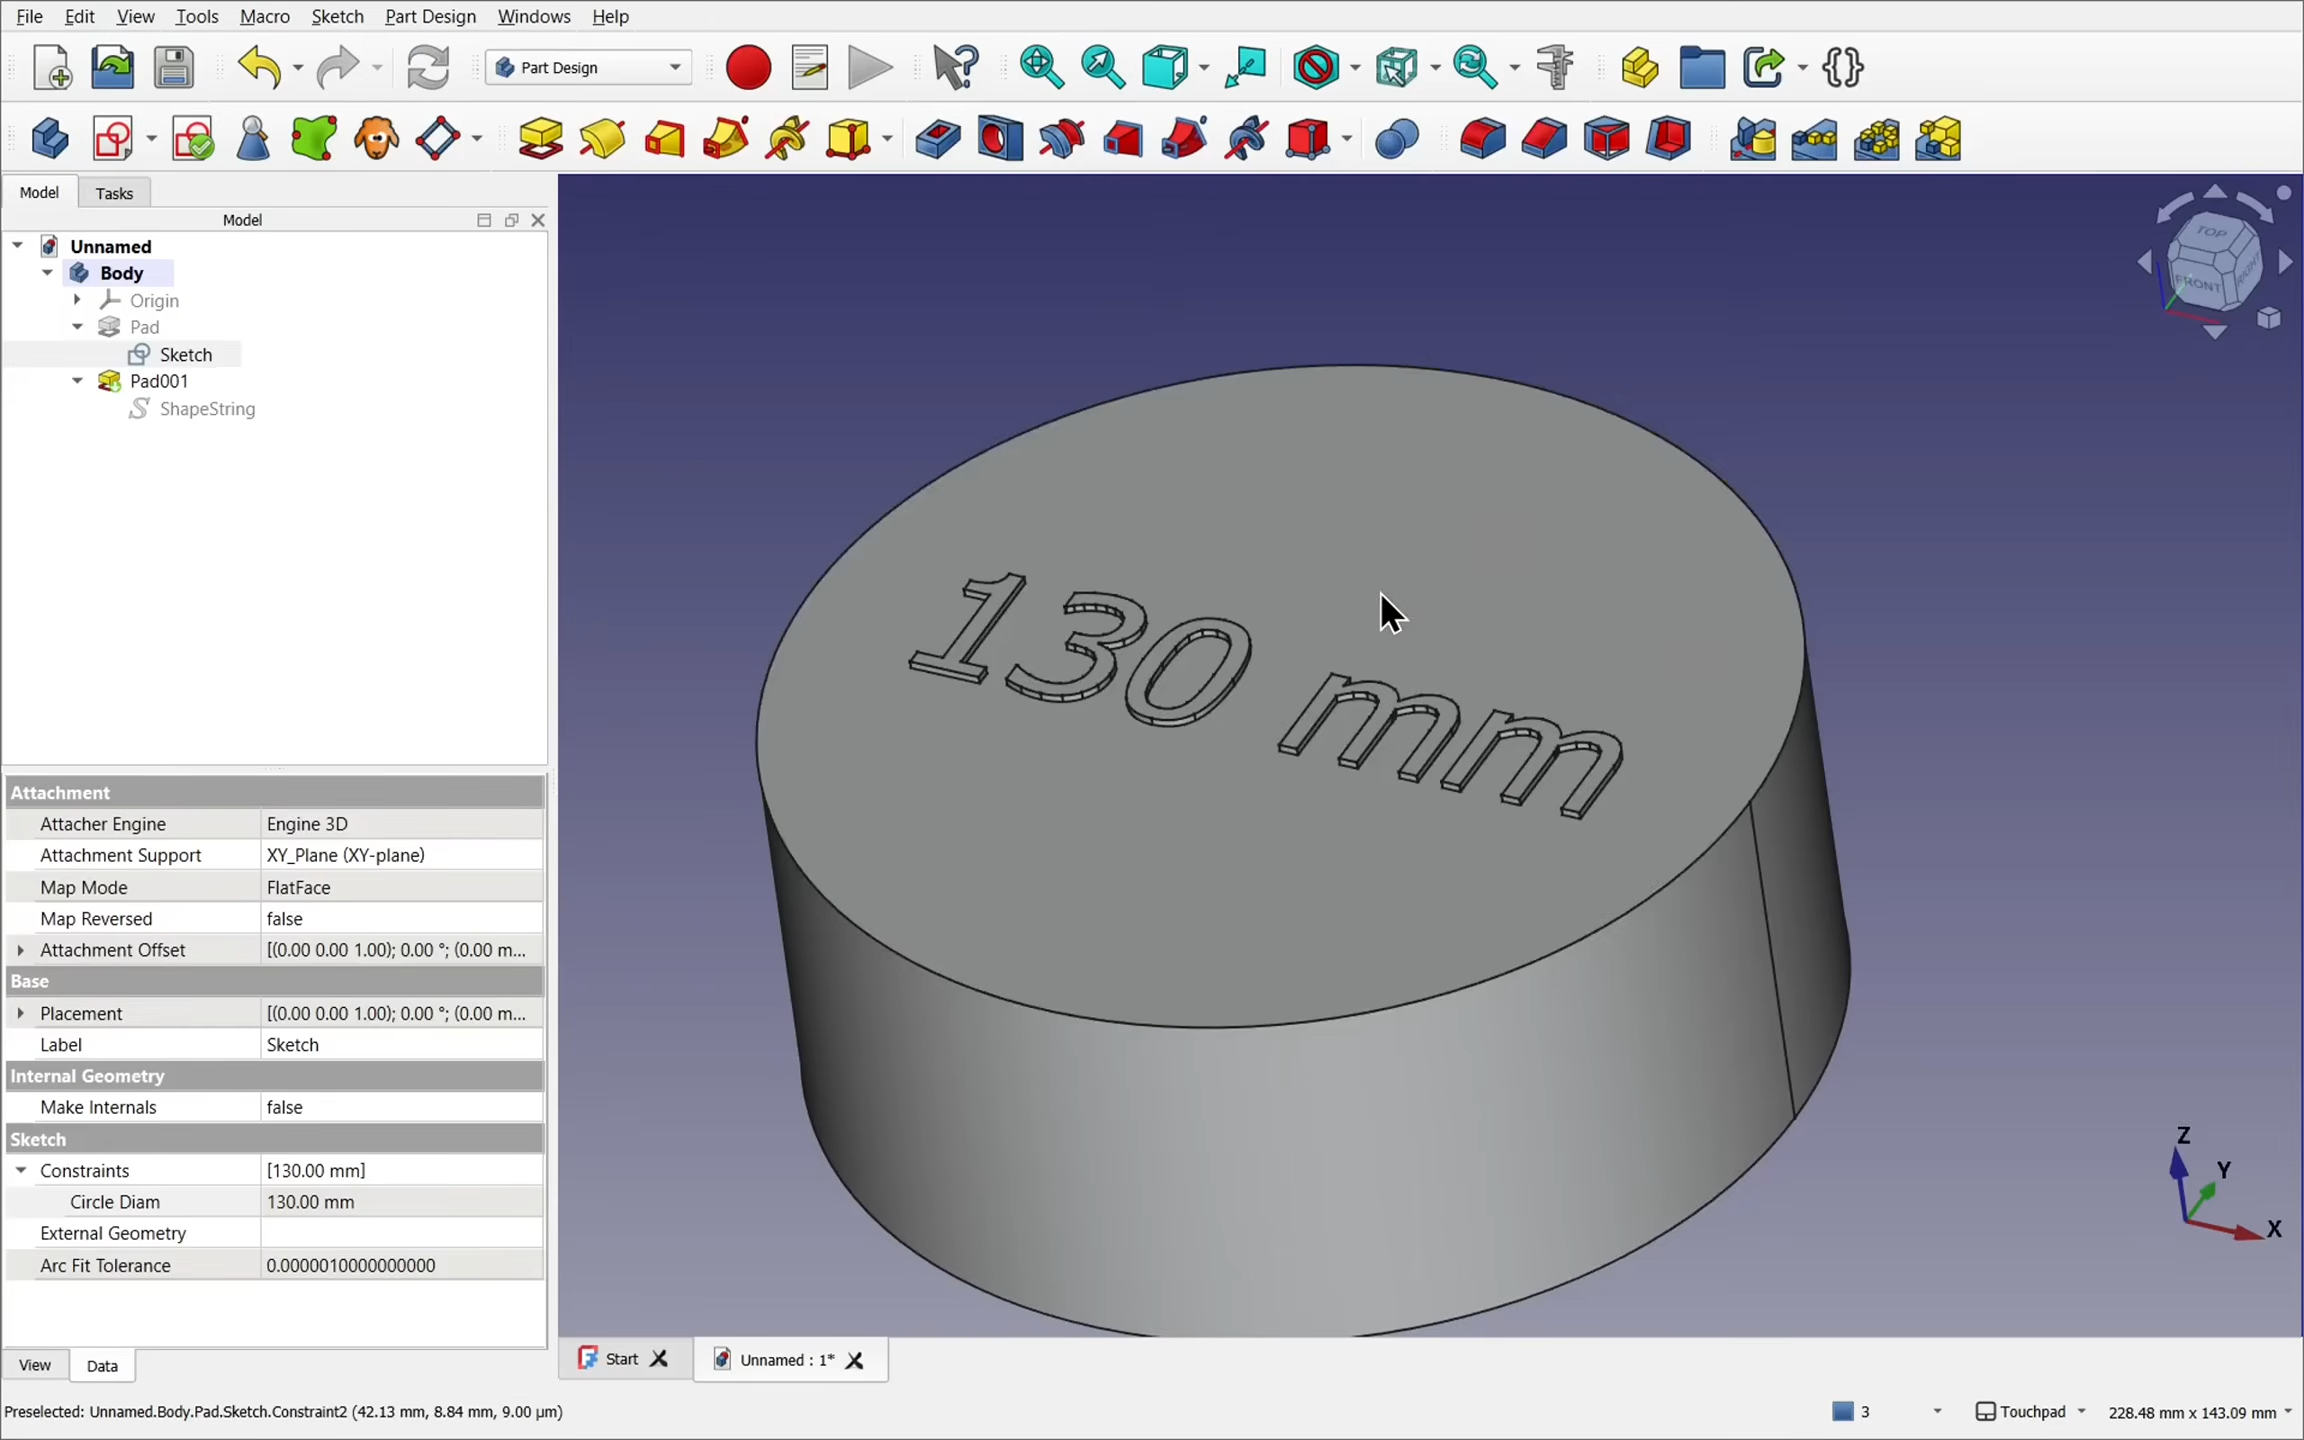 File Edit View Tools Macro Sketch Part Design Windows Help
Part Design
Model Tasks
Model
Unnamed
Body
Origin
Pad
Sketch
Pad001
ShapeString
Attachment
Attacher Engine Engine 3D
Attachment Support XY_Plane (XY-plane)
Map Mode FlatFace
Map Reversed false
Attachment Offset [(0.00 0.00 1.00); 0.00 °; (0.00 m...
Base
Placement [(0.00 0.00 1.00); 0.00 °; (0.00 m...
Label Sketch
Internal Geometry
Make Internals false
Sketch
Constraints [130.00 mm]
Circle Diam 130.00 mm
External Geometry
Arc Fit Tolerance 0.0000010000000000
View Data
TOP
FRONT
RIGHT
130 mm
Z
Y
X
Start
Unnamed : 1*
Preselected: Unnamed.Body.Pad.Sketch.Constraint2 (42.13 mm, 8.84 mm, 9.00 µm)
3 Touchpad 228.48 mm x 143.09 mm